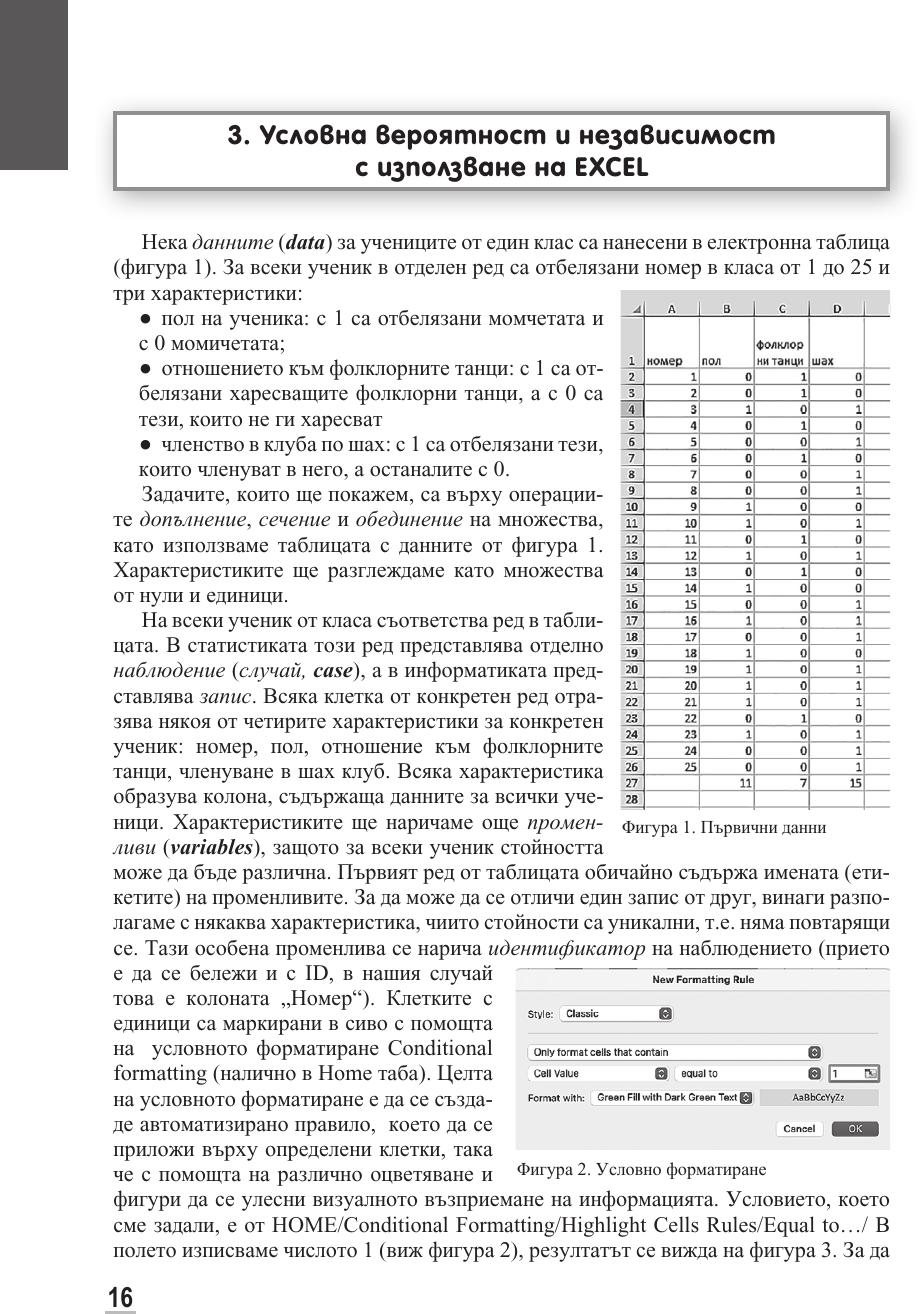 3. Условна вероятност и независимост
с използване на EXCEL
Нека данните (data) за учениците от един клас са нанесени в електронна таблица
(фигура 1). За всеки ученик в отделен ред са отбелязани номер в класа от 1 до 25 и
три характеристики:
● пол на ученика: с 1 са отбелязани момчетата и
с 0 момичетата;
● отношението към фолклорните танци: с 1 са от-
белязани харесващите фолклорни танци, а с 0 са
тези, които не ги харесват
● членство в клуба по шах: с 1 са отбелязани тези,
които членуват в него, а останалите с 0.
Задачите, които ще покажем, са върху операции-
те допълнение, сечение и обединение на множества,
като използваме таблицата с данните от фигура 1.
Характеристиките ще разглеждаме като множества
от нули и единици.
На всеки ученик от класа съответства ред в табли-
цата. В статистиката този ред представлява отделно
наблюдение (случай, case), а в информатиката пред-
ставлява запис. Всяка клетка от конкретен ред отра-
зява някоя от четирите характеристики за конкретен
ученик: номер, пол, отношение към фолклорните
танци, членуване в шах клуб. Всяка характеристика
образува колона, съдържаща данните за всички уче-
ници. Характеристиките ще наричаме още промен-
ливи (variables), защото за всеки ученик стойността
A B C D
фолклор
1 номер пол ни танци шах
2 1 0 1 0
3 2 0 1 0
4 3 1 0 1
5 4 0 1 0
6 5 0 0 1
7 6 0 1 0
8 7 0 0 1
9 8 0 0 1
10 9 1 0 0
11 10 1 0 1
12 11 0 1 0
13 12 1 0 1
14 13 0 1 0
15 14 1 0 0
16 15 0 0 1
17 16 1 0 1
18 17 0 0 1
19 18 1 0 0
20 19 1 0 1
21 20 1 0 1
22 21 1 0 1
23 22 0 1 0
24 23 1 0 1
25 24 0 0 1
26 25 0 0 1
27 11 7 15
28
Фигура 1. Първични данни
може да бъде различна. Първият ред от таблицата обичайно съдържа имената (ети-
кетите) на променливите. За да може да се отличи един запис от друг, винаги разпо-
лагаме с някаква характеристика, чиито стойности са уникални, т.е. няма повтарящи
се. Тази особена променлива се нарича идентификатор на наблюдението (прието
е да се бележи и с ID, в нашия случай
това е колоната „Номер“). Клетките с
единици са маркирани в сиво с помощта
на условното форматиране Conditional
formatting (налично в Home таба). Целта
на условното форматиране е да се създа-
де автоматизирано правило, което да се
приложи върху определени клетки, така
че с помощта на различно оцветяване и
New Formatting Rule
Style: Classic
Only format cells that contain
Cell Value equal to 1
Format with: Green Fill with Dark Green Text AaBbCcYyZz
Cancel OK
Фигура 2. Условно форматиране
фигури да се улесни визуалното възприемане на информацията. Условието, което
сме задали, е от HOME/Conditional Formatting/Highlight Cells Rules/Equal to…/ В
полето изписваме числото 1 (виж фигура 2), резултатът се вижда на фигура 3. За да
16